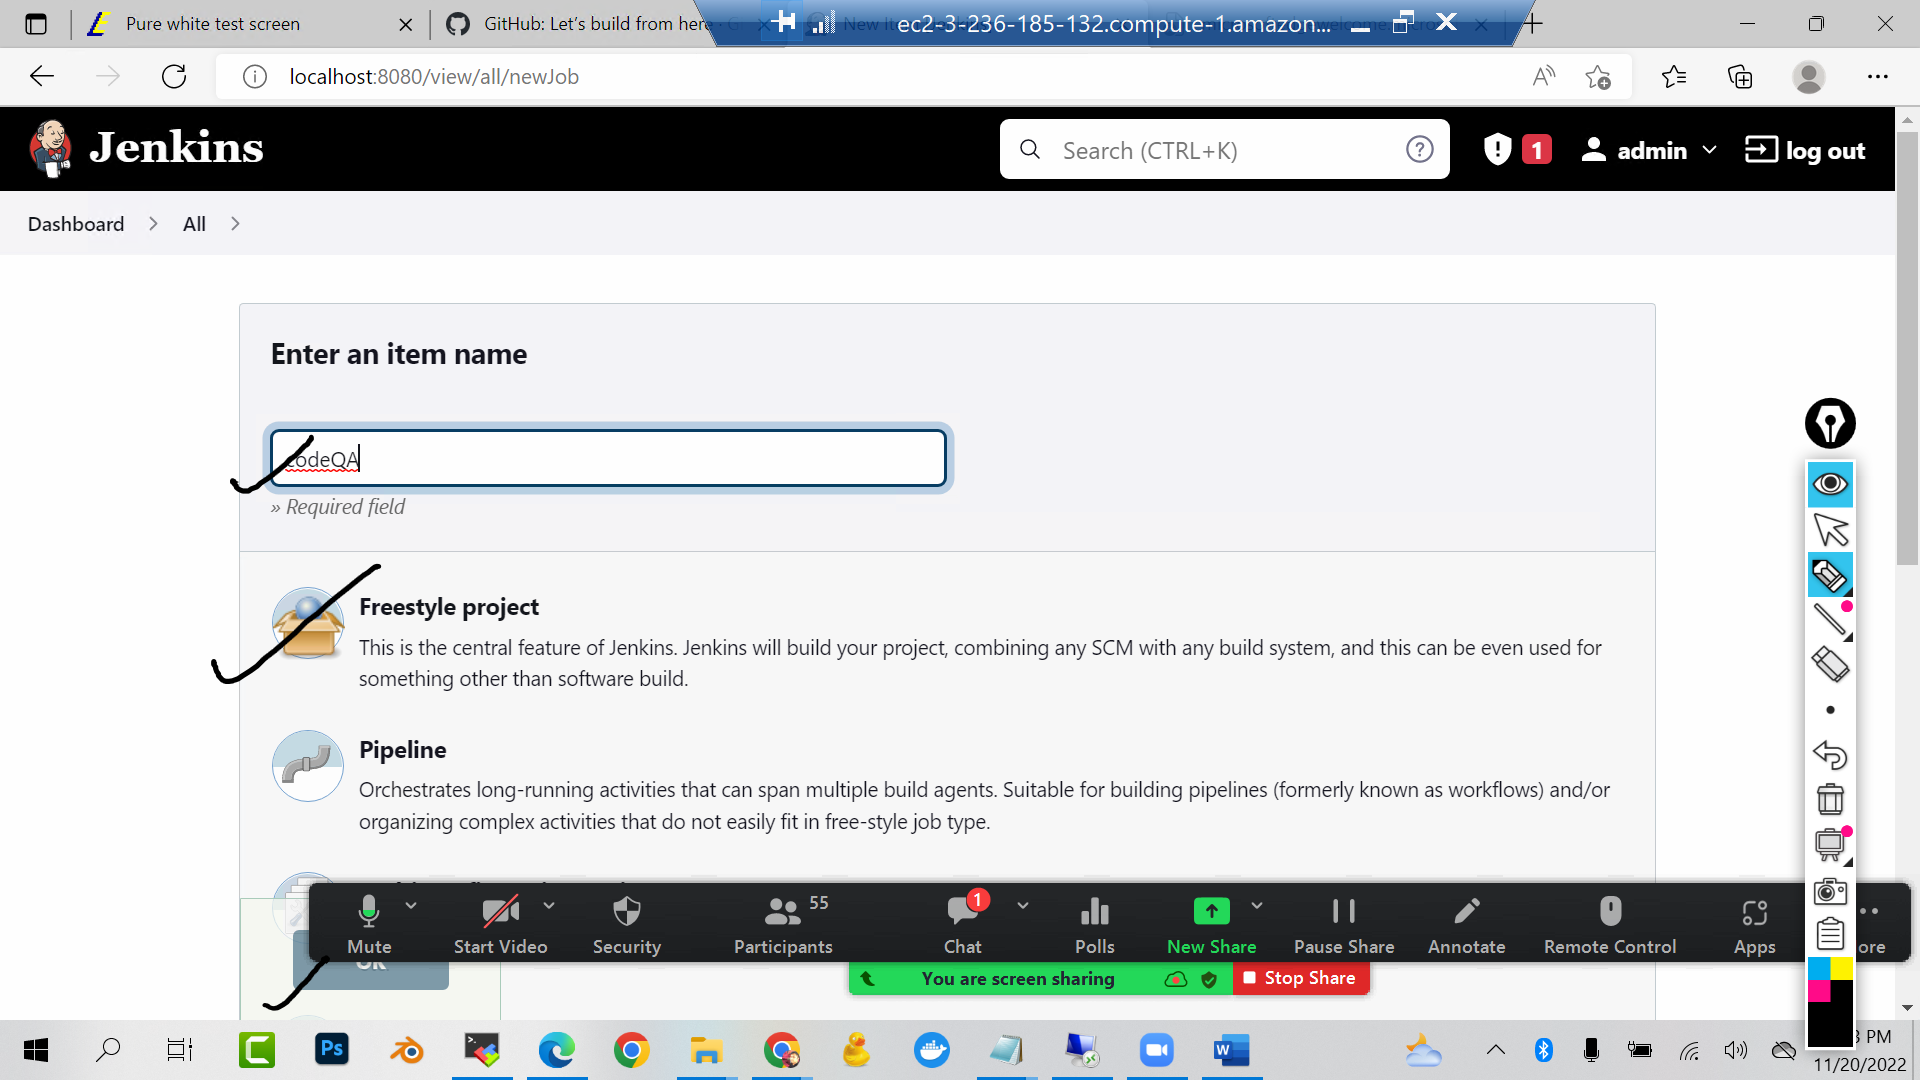 Pure white test screen
GitHub: Let's build from here · G
ec2-3-236-185-132.compute-1.amazon...
localhost:8080/view/all/newJob
Jenkins
Search (CTRL+K)
1
admin
log out
Dashboard
All
Enter an item name
codeQA
» Required field
Freestyle project
This is the central feature of Jenkins. Jenkins will build your project, combining any SCM with any build system, and this can be even used for
something other than software build.
Pipeline
Orchestrates long-running activities that can span multiple build agents. Suitable for building pipelines (formerly known as workflows) and/or
organizing complex activities that do not easily fit in free-style job type.
55
1
Mute
Start Video
Security
Participants
Chat
Polls
New Share
Pause Share
Annotate
Remote Control
Apps
ore
OK
You are screen sharing
Stop Share
Ps
W
PM
11/20/2022